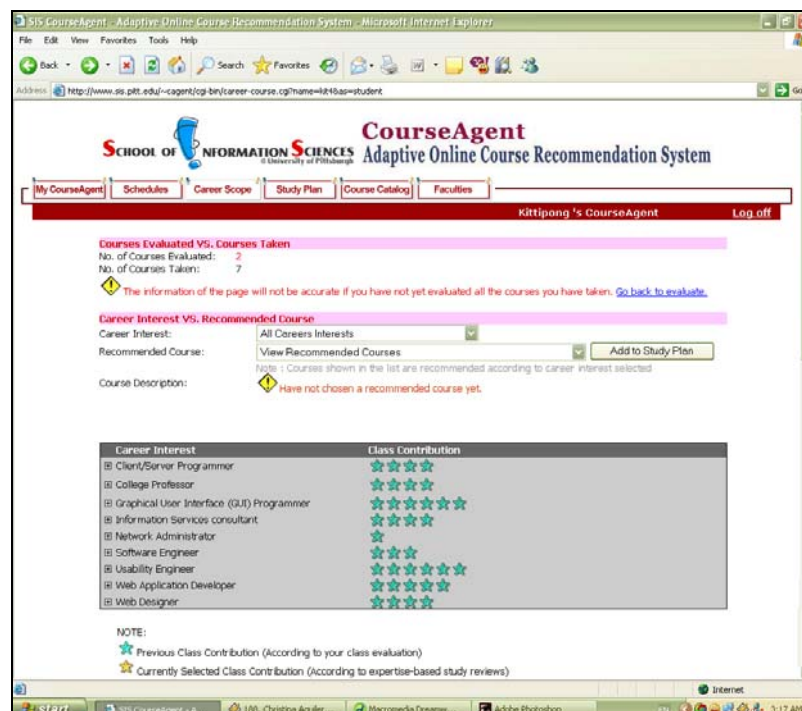 SIS CourseAgent - Adaptive Online Course Recommendation System - Microsoft Internet Explorer
File Edit View Favorites Tools Help
Back Search Favorites
Address http://www.sis.pitt.edu/~cagent/cgi-bin/career-course.cgi?name=kit4&as=student Go
SCHOOL OF INFORMATION SCIENCES
University of Pittsburgh
CourseAgent
Adaptive Online Course Recommendation System
My CourseAgent Schedules Career Scope Study Plan Course Catalog Faculties
Kittipong 's CourseAgent Log off
Courses Evaluated VS. Courses Taken
No. of Courses Evaluated: 2
No. of Courses Taken: 7
The information of the page will not be accurate if you have not yet evaluated all the courses you have taken. Go back to evaluate.
Career Interest VS. Recommended Course
Career Interest: All Careers Interests
Recommended Course: View Recommended Courses Add to Study Plan
Note : Courses shown in the list are recommended according to career interest selected
Course Description: Have not chosen a recommended course yet.
Career Interest Class Contribution
Client/Server Programmer
College Professor
Graphical User Interface (GUI) Programmer
Information Services consultant
Network Administrator
Software Engineer
Usability Engineer
Web Application Developer
Web Designer
NOTE:
Previous Class Contribution (According to your class evaluation)
Currently Selected Class Contribution (According to expertise-based study reviews)
Internet
start SIS CourseAgent - A... Macromedia Dreamw... Adobe Photoshop 3:17 AM